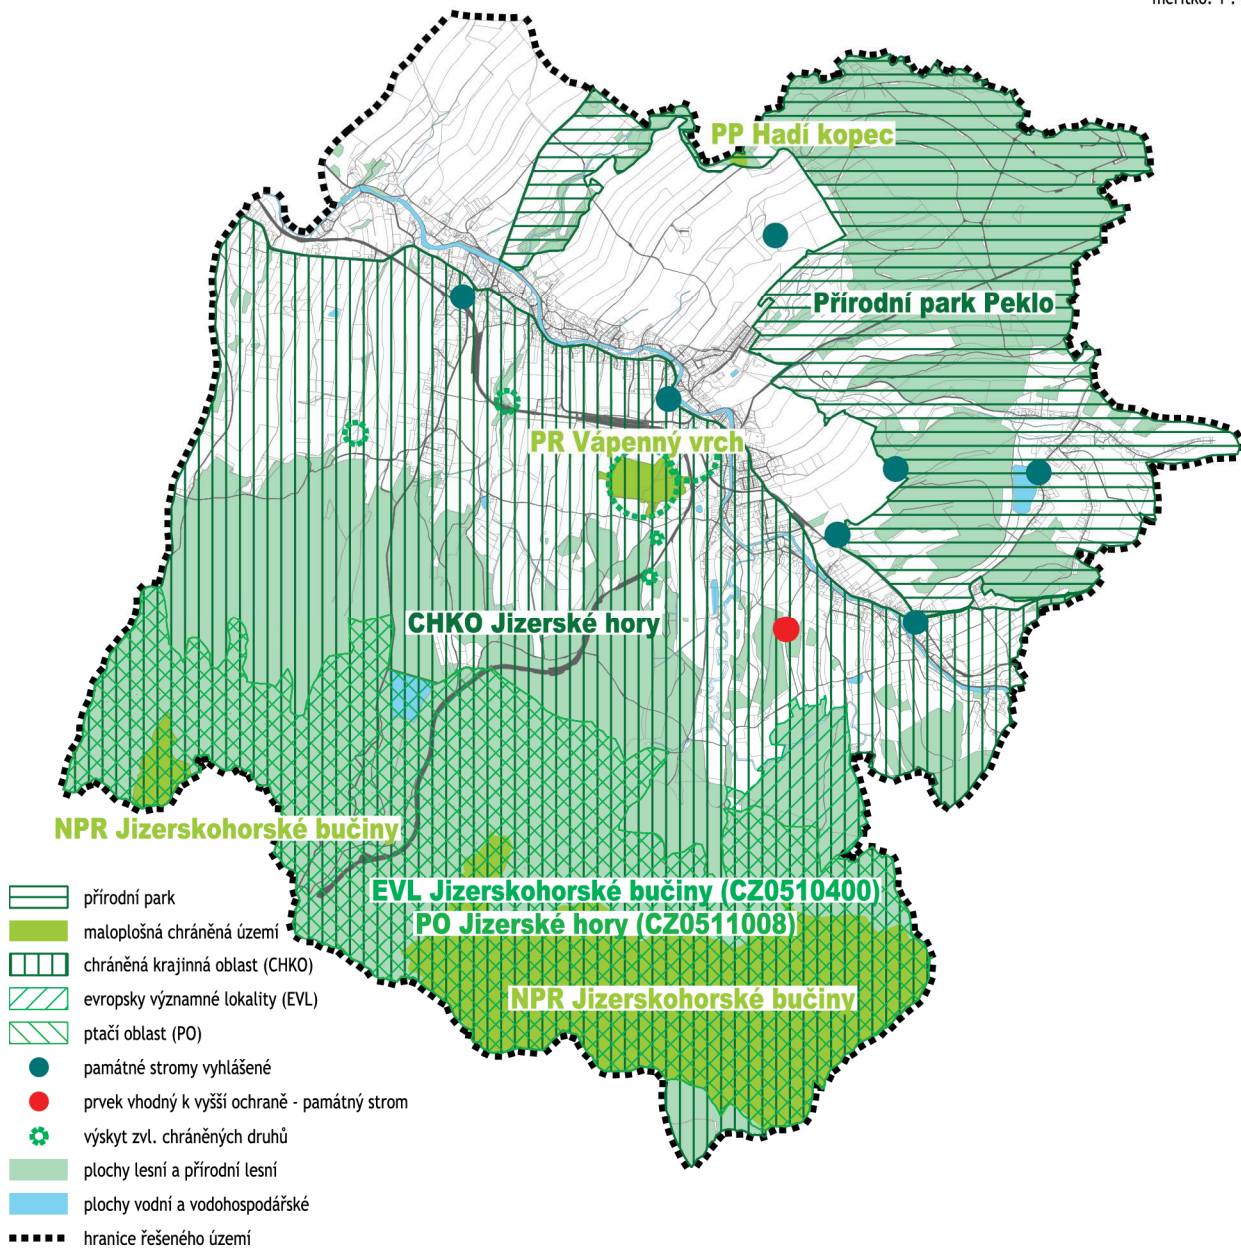 PP Hadí kopec
Přírodní park Peklo
PR Vápenný vrch
CHKO Jizerské hory
NPR Jizerskohorské bučiny
EVL Jizerskohorské bučiny (CZ0510400)
PO Jizerské hory (CZ0511008)
NPR Jizerskohorské bučiny
přírodní park
maloplošná chráněná území
chráněná krajinná oblast (CHKO)
evropsky významné lokality (EVL)
ptačí oblast (PO)
památné stromy vyhlášené
prvek vhodný k vyšší ochraně - památný strom
výskyt zvl. chráněných druhů
plochy lesní a přírodní lesní
plochy vodní a vodohospodářské
hranice řešeného území